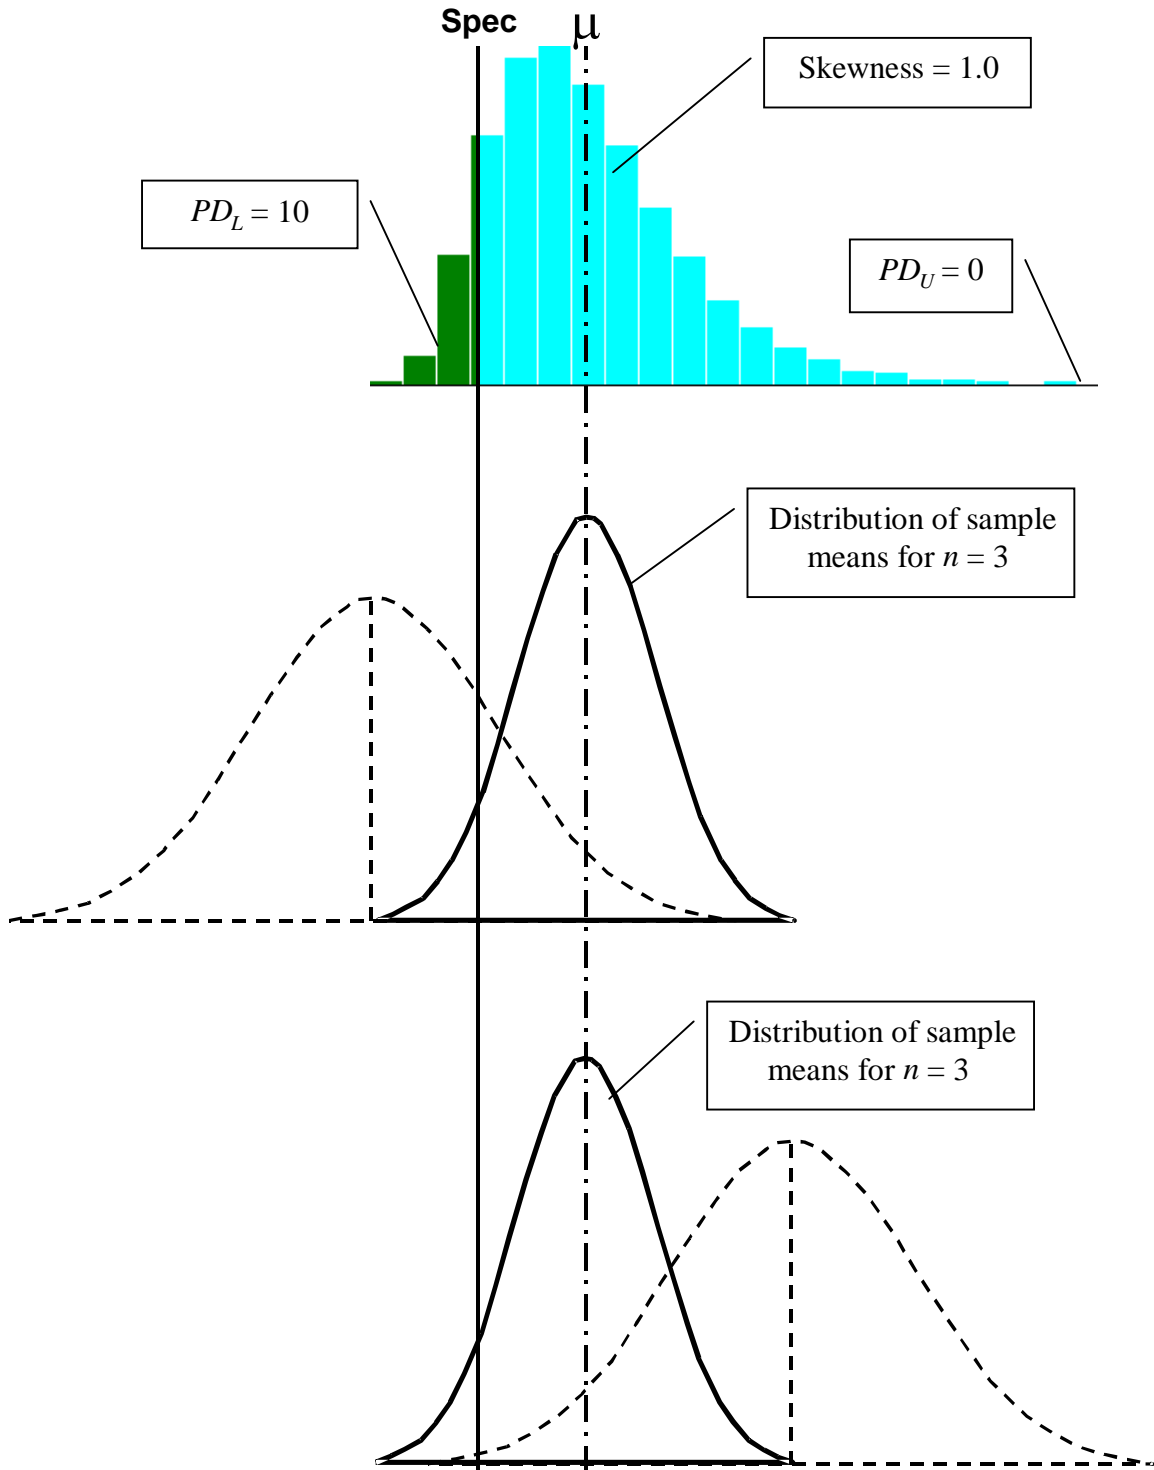 Spec μ
Skewness = 1.0
PD_L = 10
PD_U = 0
Distribution of sample
means for n = 3
Distribution of sample
means for n = 3